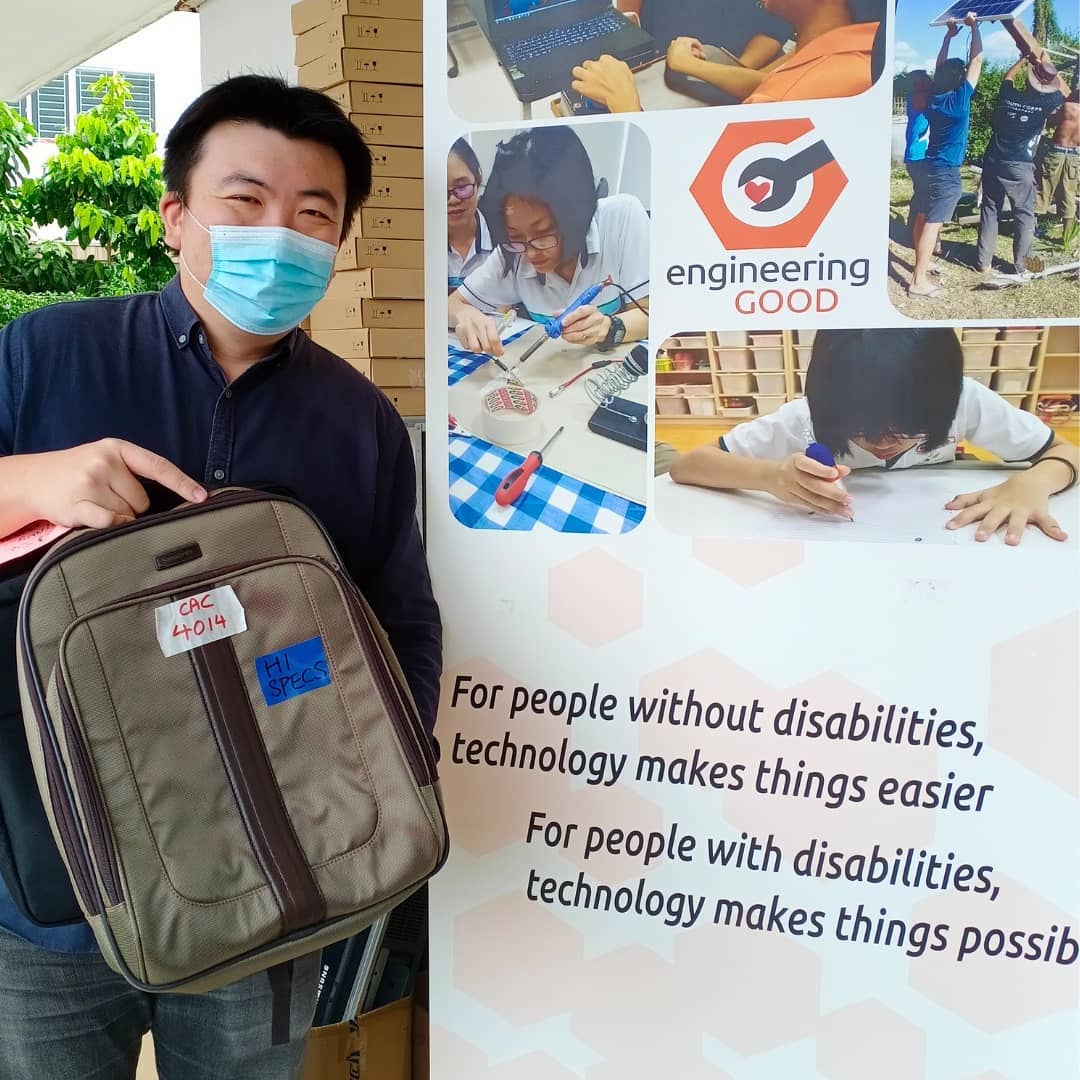 engineering
GOOD
CAC
4014
HI
SPECS
For people without disabilities,
technology makes things easier
For people with disabilities,
technology makes things possib
SAMSUNG